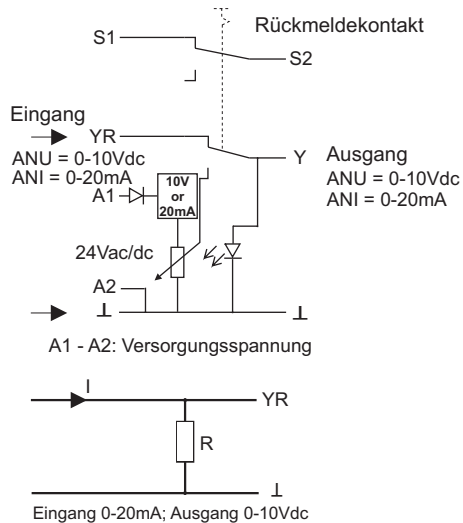 Rückmeldekontakt
S1
S2
Eingang
YR
Y
Ausgang
ANU = 0-10Vdc
ANU = 0-10Vdc
ANI = 0-20mA
ANI = 0-20mA
A1
10V
or
20mA
24Vac/dc
A2
⊥
⊥
A1 - A2: Versorgungsspannung
I
YR
R
⊥
Eingang 0-20mA; Ausgang 0-10Vdc